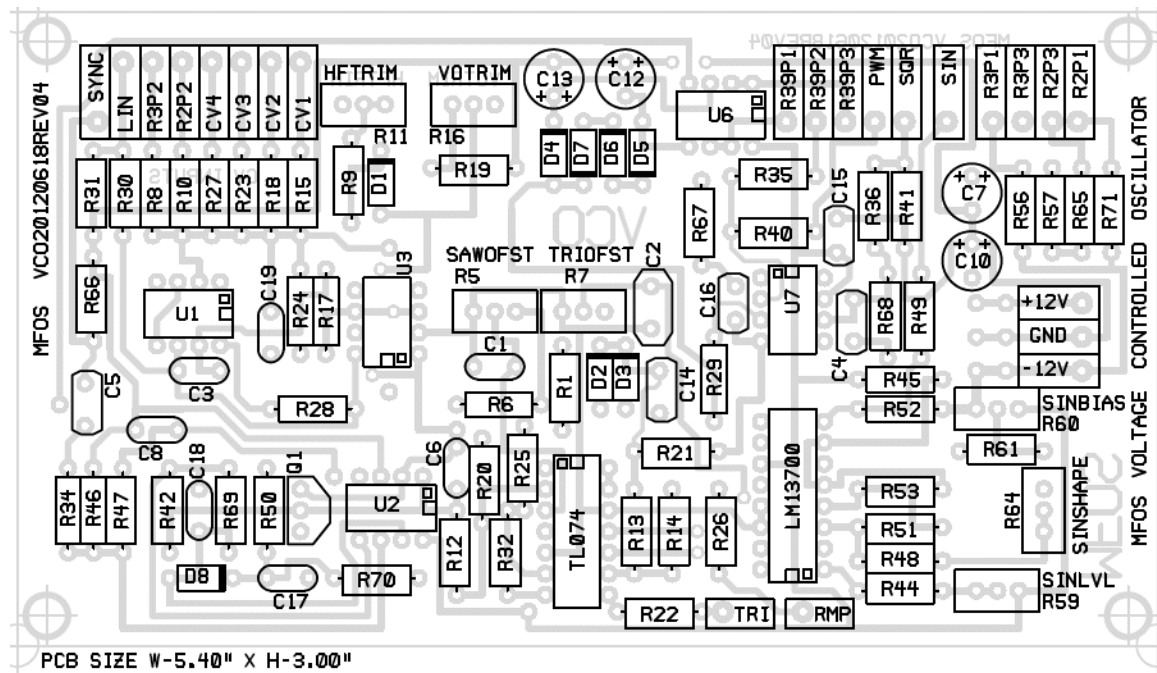 MFOS VCO20120618REV04
MFOS VCO20120618REV04
SYNC
LIN
R3P2
R2P2
CV4
CV3
CV2
CV1
HFTRIM
R11
VOTRIM
R16
C13
C12
U6
R39P1
R39P2
R39P3
PWM
SQR
SIN
R3P1
R3P3
R2P3
R2P1
R31
R30
R8
R10
R27
R23
R18
R15
CV INPUTS
R9
D1
R19
D4
D7
D6
D5
R67
R35
R40
C15
R36
R41
C7
C10
R56
R57
R65
R71
VCO
R66
U1
C19
R24
R17
U3
SAWOFST
R5
TRIOFST
R7
C2
C16
U7
C4
R68
R49
+12V
GND
-12V
C5
C3
C8
R28
C1
R6
R1
D2
D3
C14
R29
R45
R52
SINBIAS
R60
R61
R34
R46
R47
R42
C18
R69
R50
Q1
U2
C6
R20
R25
R12
R32
TL074
R21
R13
R14
R26
LM13700
R53
R51
R48
R44
R64
SINSHAPE
D8
C17
R70
R22
TRI
RMP
SINLVL
R59
MFOS
MFOS VOLTAGE CONTROLLED OSCILLATOR
PCB SIZE W-5.40" X H-3.00"